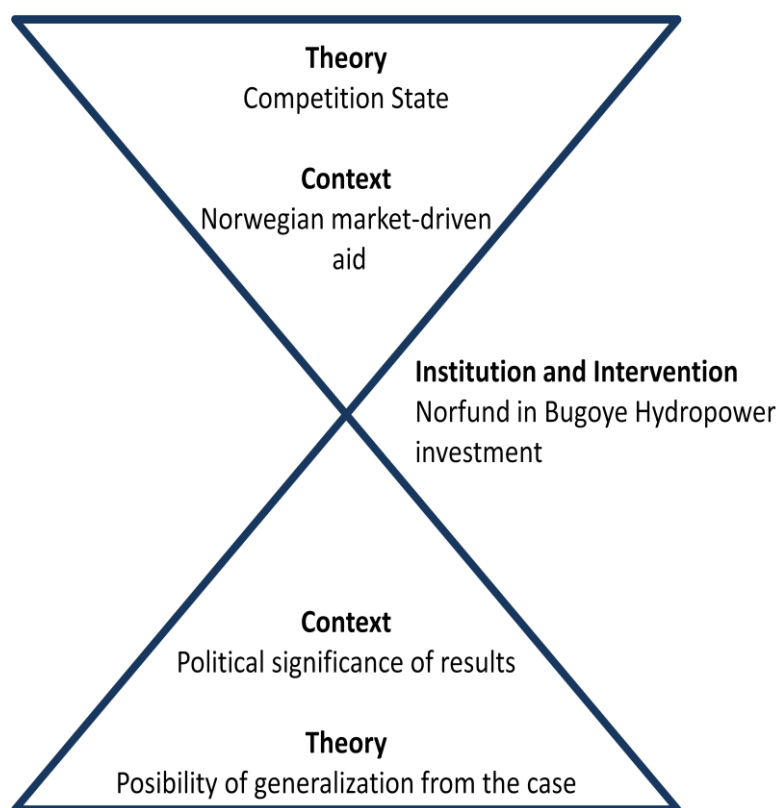 Theory
Competition State
Context
Norwegian market-driven
aid
Institution and Intervention
Norfund in Bugoye Hydropower
investment
Context
Political significance of results
Theory
Posibility of generalization from the case